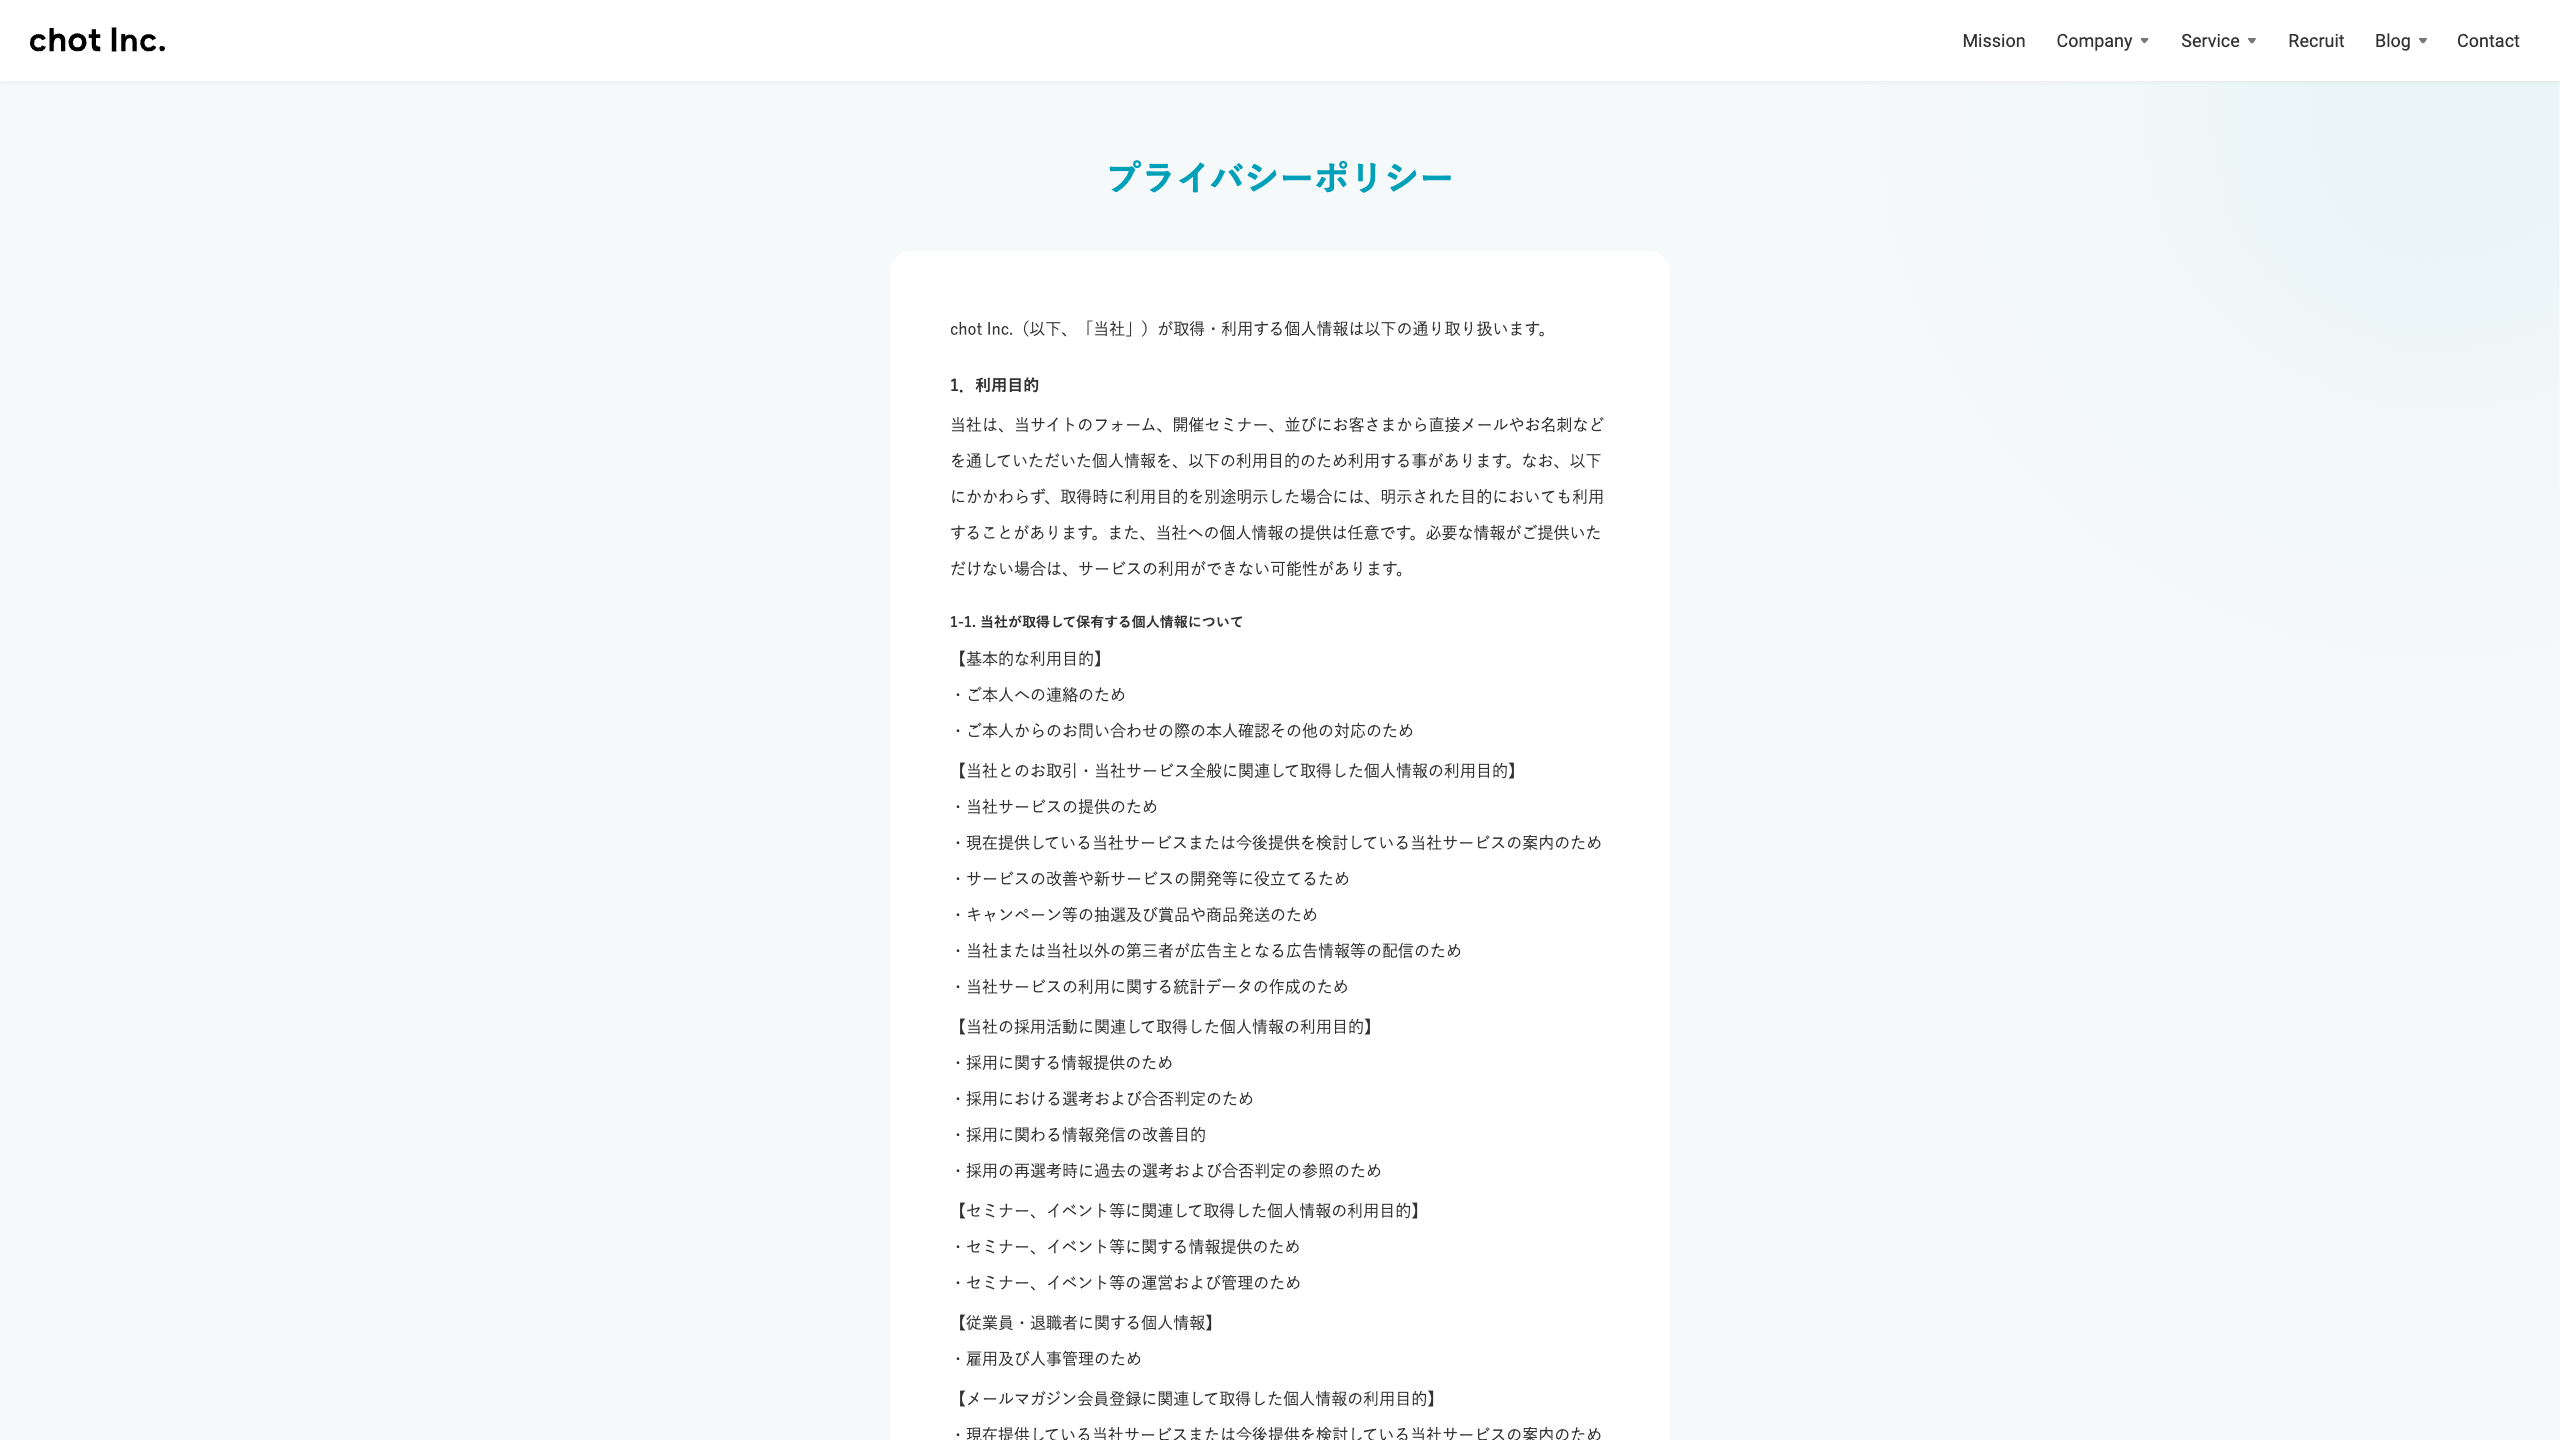 chot Inc.
Mission Company Service Recruit Blog Contact
プライバシーポリシー
chot Inc.（以下、「当社」）が取得・利用する個人情報は以下の通り取り扱います。
1．利用目的
当社は、当サイトのフォーム、開催セミナー、並びにお客さまから直接メールやお名刺など
を通していただいた個人情報を、以下の利用目的のため利用する事があります。なお、以下
にかかわらず、取得時に利用目的を別途明示した場合には、明示された目的においても利用
することがあります。また、当社への個人情報の提供は任意です。必要な情報がご提供いた
だけない場合は、サービスの利用ができない可能性があります。
1-1. 当社が取得して保有する個人情報について
【基本的な利用目的】
・ご本人への連絡のため
・ご本人からのお問い合わせの際の本人確認その他の対応のため
【当社とのお取引・当社サービス全般に関連して取得した個人情報の利用目的】
・当社サービスの提供のため
・現在提供している当社サービスまたは今後提供を検討している当社サービスの案内のため
・サービスの改善や新サービスの開発等に役立てるため
・キャンペーン等の抽選及び賞品や商品発送のため
・当社または当社以外の第三者が広告主となる広告情報等の配信のため
・当社サービスの利用に関する統計データの作成のため
【当社の採用活動に関連して取得した個人情報の利用目的】
・採用に関する情報提供のため
・採用における選考および合否判定のため
・採用に関わる情報発信の改善目的
・採用の再選考時に過去の選考および合否判定の参照のため
【セミナー、イベント等に関連して取得した個人情報の利用目的】
・セミナー、イベント等に関する情報提供のため
・セミナー、イベント等の運営および管理のため
【従業員・退職者に関する個人情報】
・雇用及び人事管理のため
【メールマガジン会員登録に関連して取得した個人情報の利用目的】
・現在提供している当社サービスまたは今後提供を検討している当社サービスの案内のため